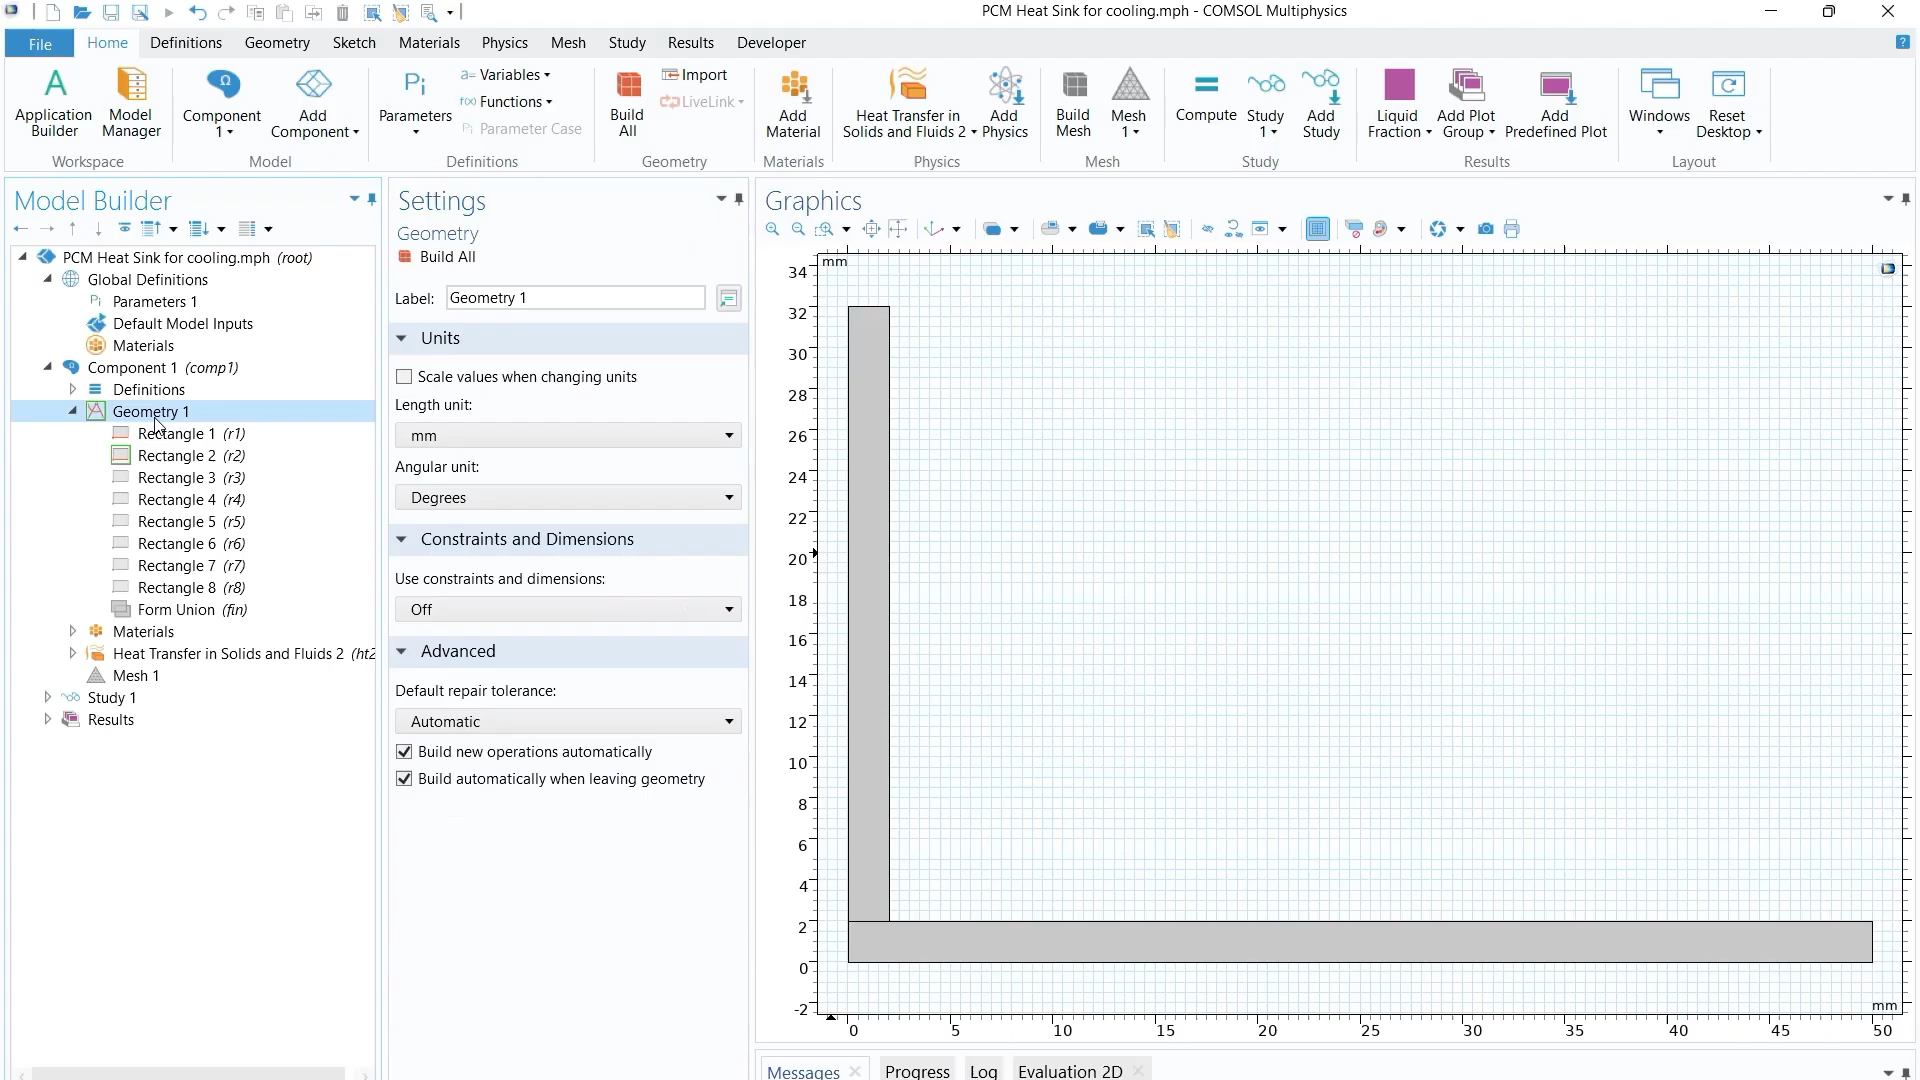 PCM Heat Sink for cooling.mph - COMSOL Multiphysics
File Home Definitions Geometry Sketch Materials Physics Mesh Study Results Developer ?
Application Builder
Model Manager
Workspace
Component 1
Add Component
Model
Pi Parameters
a= Variables
f(x) Functions
Pi Parameter Case
Definitions
Build All
Import
LiveLink
Geometry
Add Material
Materials
Heat Transfer in Solids and Fluids 2
Add Physics
Physics
Build Mesh
Mesh 1
Mesh
Compute
Study 1
Add Study
Study
Liquid Fraction
Add Plot Group
Add Predefined Plot
Results
Windows
Reset Desktop
Layout
Model Builder
PCM Heat Sink for cooling.mph (root)
Global Definitions
Pi Parameters 1
Default Model Inputs
Materials
Component 1 (comp1)
Definitions
Geometry 1
Rectangle 1 (r1)
Rectangle 2 (r2)
Rectangle 3 (r3)
Rectangle 4 (r4)
Rectangle 5 (r5)
Rectangle 6 (r6)
Rectangle 7 (r7)
Rectangle 8 (r8)
Form Union (fin)
Materials
Heat Transfer in Solids and Fluids 2 (ht2
Mesh 1
Study 1
Results
Settings
Geometry
Build All
Label: Geometry 1
Units
Scale values when changing units
Length unit:
mm
Angular unit:
Degrees
Constraints and Dimensions
Use constraints and dimensions:
Off
Advanced
Default repair tolerance:
Automatic
Build new operations automatically
Build automatically when leaving geometry
Graphics
mm
34
32
30
28
26
24
22
20
18
16
14
12
10
8
6
4
2
0
-2
mm
0 5 10 15 20 25 30 35 40 45 50
Messages Progress Log Evaluation 2D